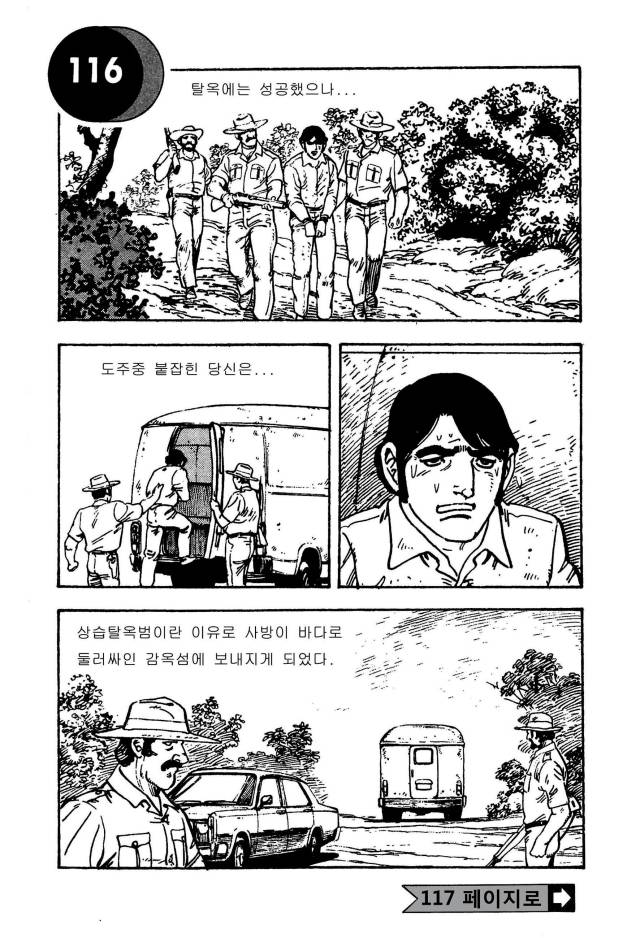 116
탈옥에는 성공했으나...
도주중 붙잡힌 당신은...
상습탈옥범이란 이유로 사방이 바다로
둘러싸인 감옥섬에 보내지게 되었다.
117 페이지로